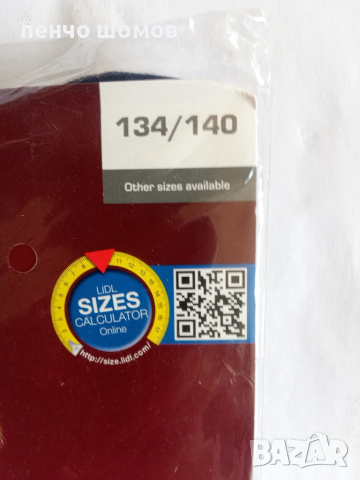 пенчо шомов
134/140
Other sizes available
LIDL
SIZES
CALCULATOR
Online
http://size.lidl.com/
BAZAR